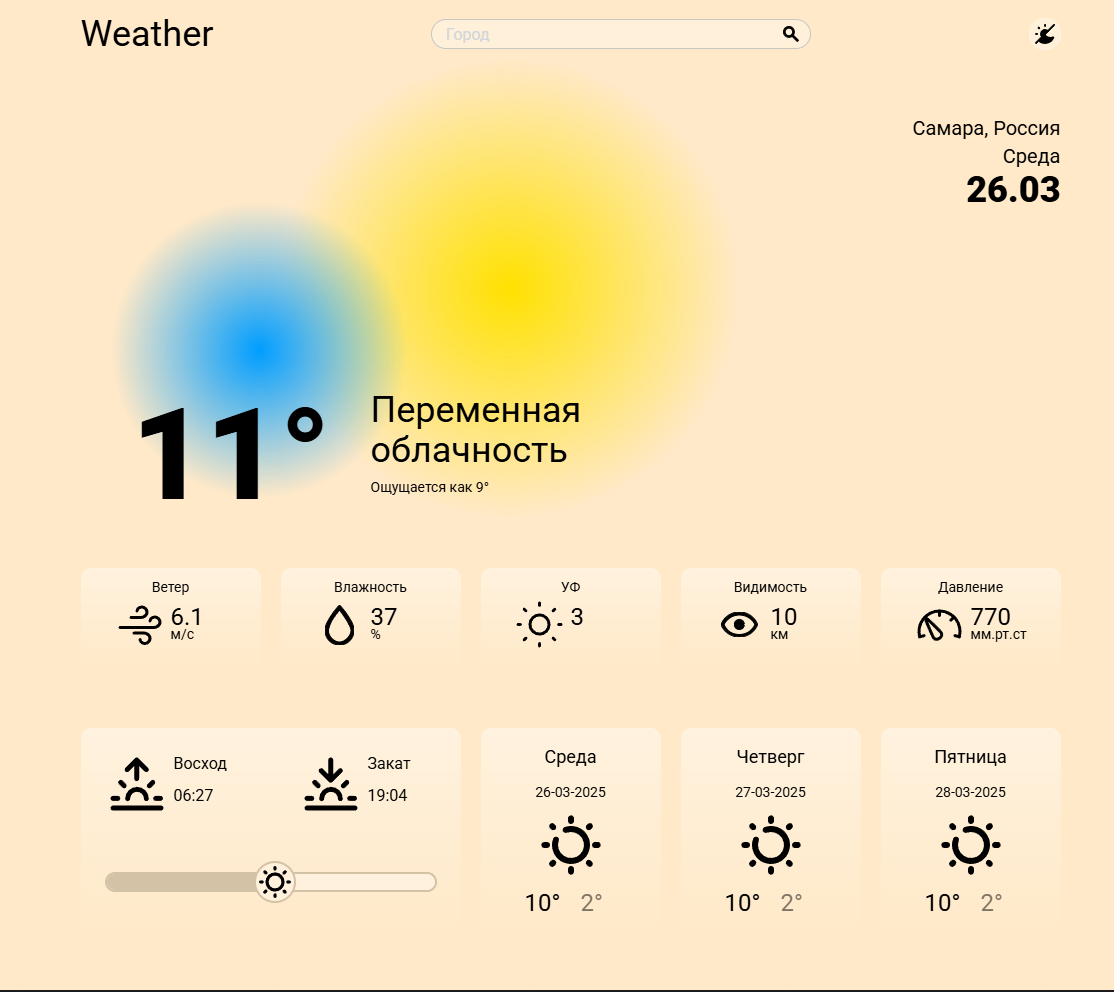 Weather
Город
Самара, Россия
Среда
26.03
11°
Переменная
облачность
Ощущается как 9°
Ветер
6.1
м/с
Влажность
37
%
УФ
3
Видимость
10
км
Давление
770
мм.рт.ст
Восход
06:27
Закат
19:04
Среда
26-03-2025
10° 2°
Четверг
27-03-2025
10° 2°
Пятница
28-03-2025
10° 2°